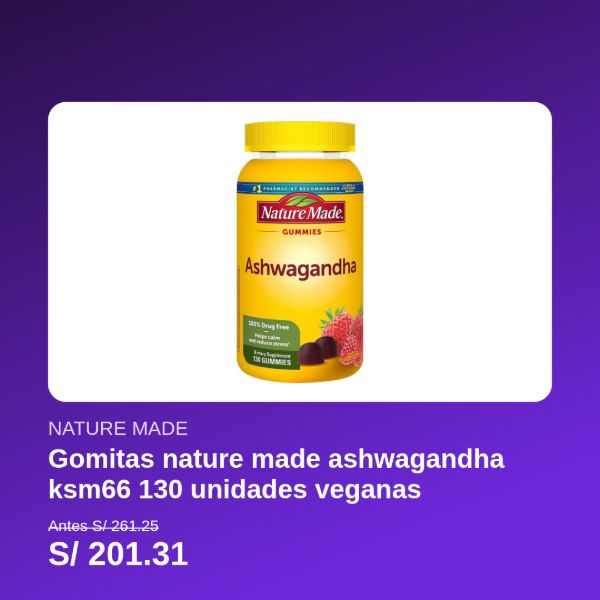 #1 PHARMACIST RECOMMENDED
Nature Made
GUMMIES
Ashwagandha
100% Drug Free
Helps calm
and reduce stress†
Dietary Supplement
130 GUMMIES
NATURE MADE
Gomitas nature made ashwagandha
ksm66 130 unidades veganas
Antes S/ 261.25
S/ 201.31